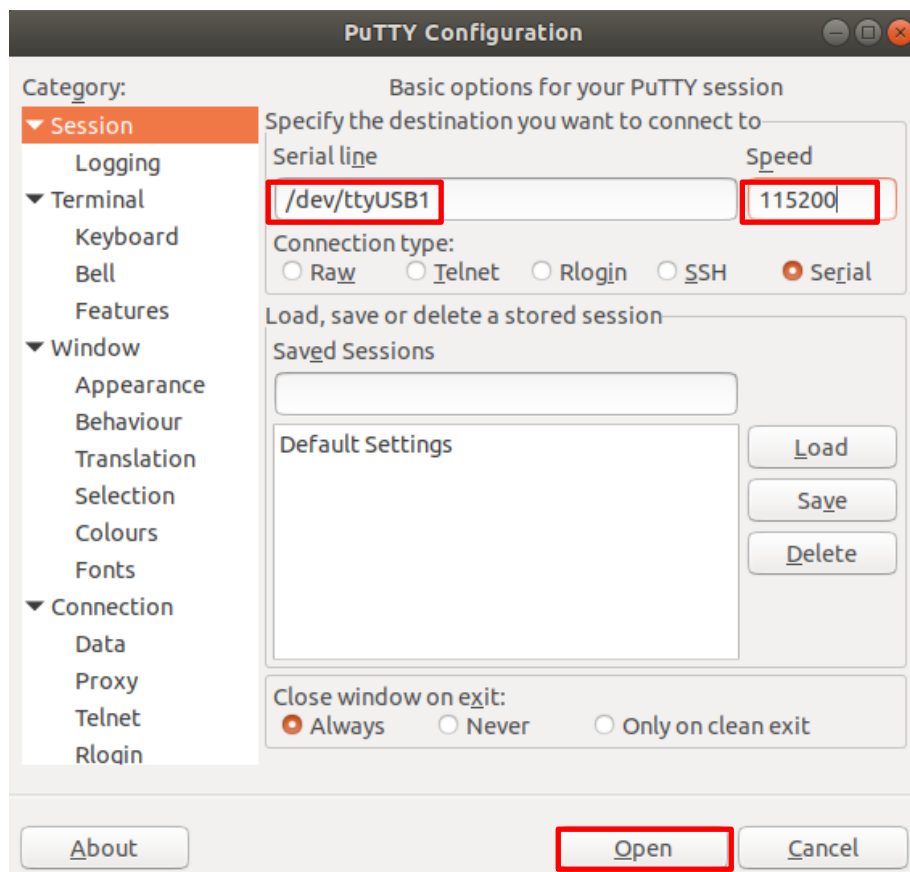 PuTTY Configuration
Category:
Basic options for your PuTTY session
Session
Logging
Terminal
Keyboard
Bell
Features
Window
Appearance
Behaviour
Translation
Selection
Colours
Fonts
Connection
Data
Proxy
Telnet
Rlogin
Specify the destination you want to connect to
Serial line
Speed
/dev/ttyUSB1
115200
Connection type:
Raw
Telnet
Rlogin
SSH
Serial
Load, save or delete a stored session
Saved Sessions
Default Settings
Load
Save
Delete
Close window on exit:
Always
Never
Only on clean exit
About
Open
Cancel